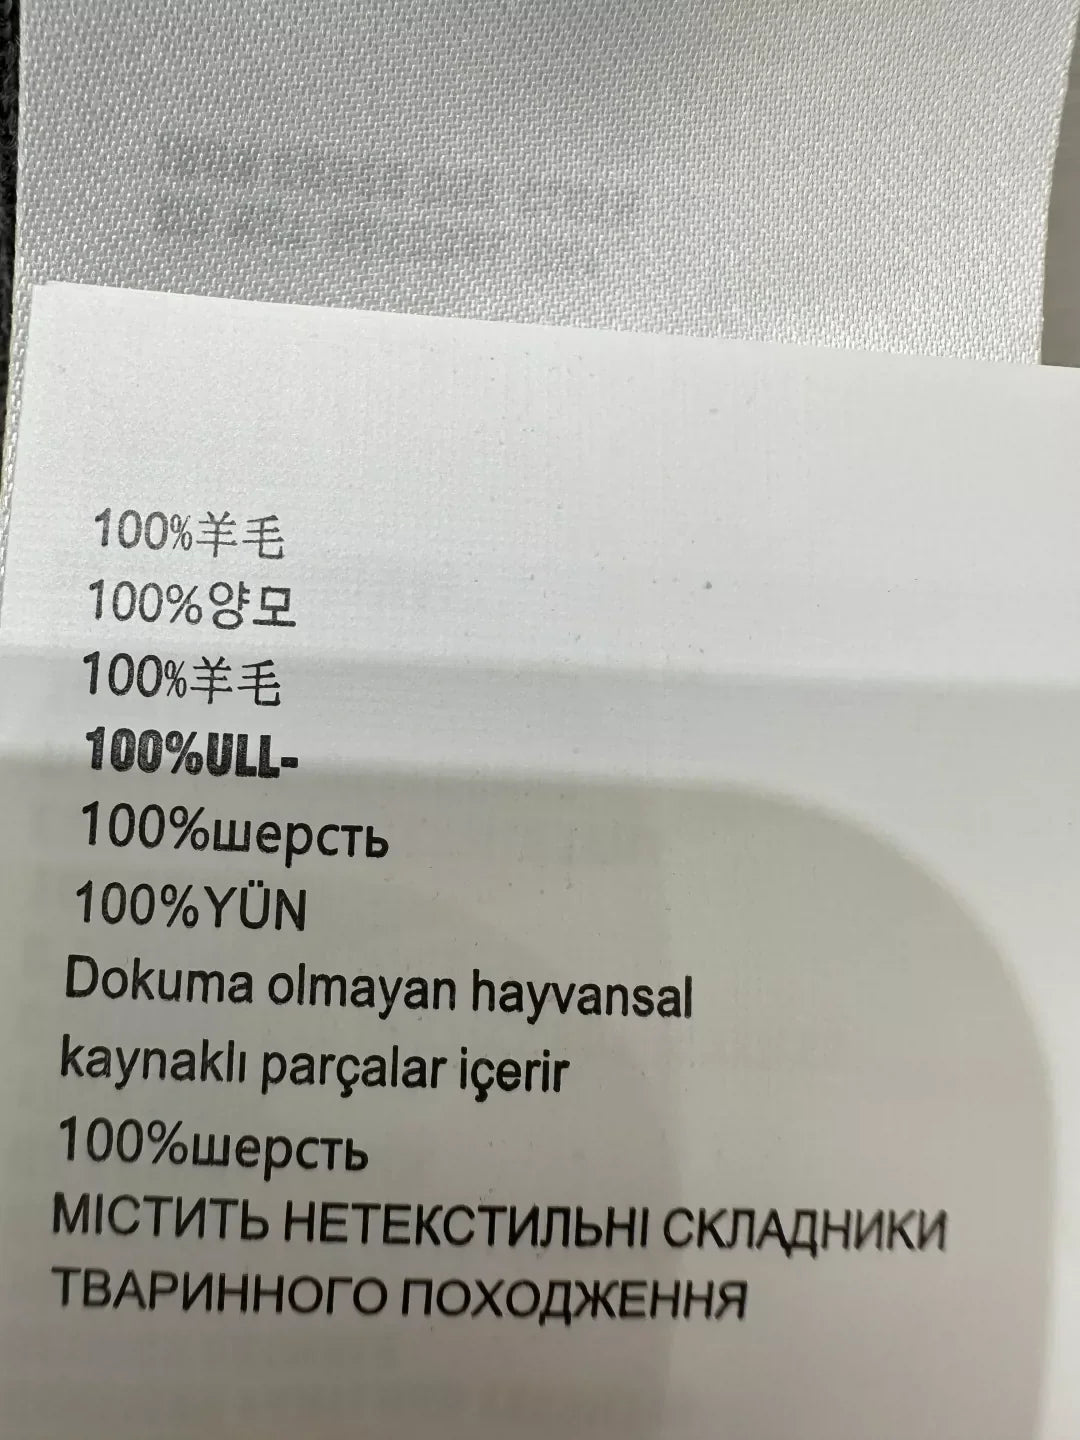 100%羊毛
100%양모
100%羊毛
100%ULL-
100%шерсть
100%YÜN
Dokuma olmayan hayvansal
kaynaklı parçalar içerir
100%шерсть
МІСТИТЬ НЕТЕКСТИЛЬНІ СКЛАДНИКИ
ТВАРИННОГО ПОХОДЖЕННЯ